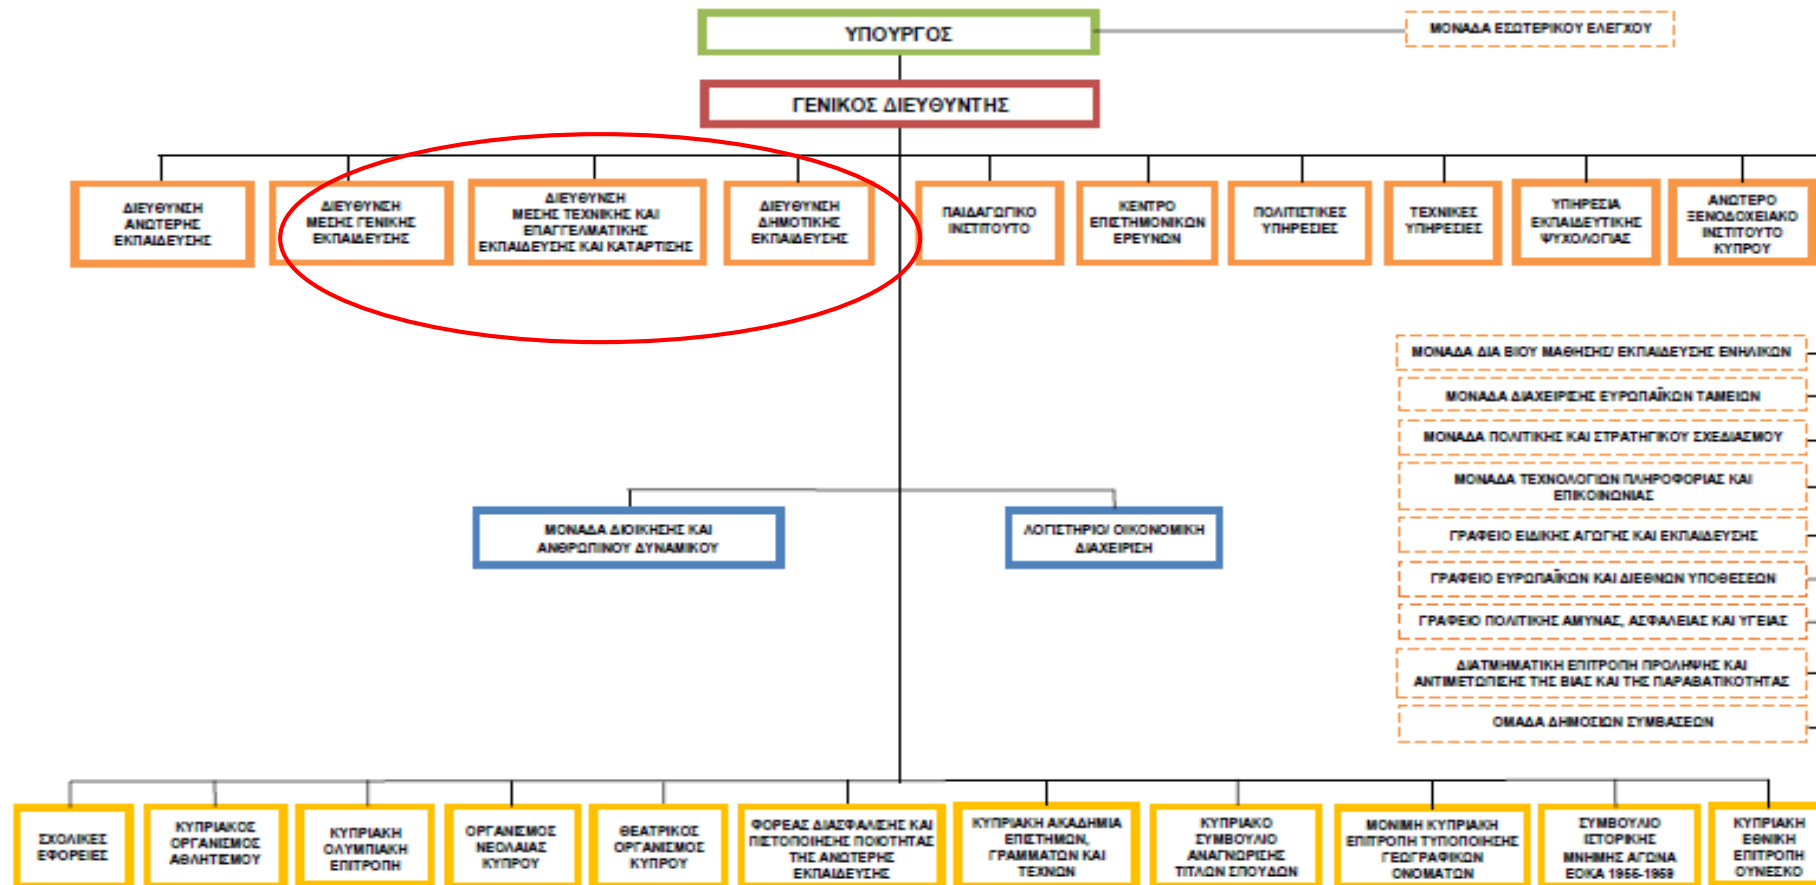 ΥΠΟΥΡΓΟΣ
ΜΟΝΑΔΑ ΕΣΩΤΕΡΙΚΟΥ ΕΛΕΓΧΟΥ
ΓΕΝΙΚΟΣ ΔΙΕΥΘΥΝΤΗΣ
ΔΙΕΥΘΥΝΣΗ
ΑΝΩΤΕΡΗΣ
ΕΚΠΑΙΔΕΥΣΗΣ
ΔΙΕΥΘΥΝΣΗ
ΜΕΣΗΣ ΓΕΝΙΚΗΣ
ΕΚΠΑΙΔΕΥΣΗΣ
ΔΙΕΥΘΥΝΣΗ
ΜΕΣΗΣ ΤΕΧΝΙΚΗΣ ΚΑΙ
ΕΠΑΓΓΕΛΜΑΤΙΚΗΣ
ΕΚΠΑΙΔΕΥΣΗΣ ΚΑΙ ΚΑΤΑΡΤΙΣΗΣ
ΔΙΕΥΘΥΝΣΗ
ΔΗΜΟΤΙΚΗΣ
ΕΚΠΑΙΔΕΥΣΗΣ
ΠΑΙΔΑΓΩΓΙΚΟ
ΙΝΣΤΙΤΟΥΤΟ
ΚΕΝΤΡΟ
ΕΠΙΣΤΗΜΟΝΙΚΩΝ
ΕΡΕΥΝΩΝ
ΠΟΛΙΤΙΣΤΙΚΕΣ
ΥΠΗΡΕΣΙΕΣ
ΤΕΧΝΙΚΕΣ
ΥΠΗΡΕΣΙΕΣ
ΥΠΗΡΕΣΙΑ
ΕΚΠΑΙΔΕΥΤΙΚΗΣ
ΨΥΧΟΛΟΓΙΑΣ
ΑΝΩΤΕΡΟ
ΞΕΝΟΔΟΧΕΙΑΚΟ
ΙΝΣΤΙΤΟΥΤΟ
ΚΥΠΡΟΥ
ΜΟΝΑΔΑ ΔΙΑ ΒΙΟΥ ΜΑΘΗΣΗΣ/ ΕΚΠΑΙΔΕΥΣΗΣ ΕΝΗΛΙΚΩΝ
ΜΟΝΑΔΑ ΔΙΑΧΕΙΡΙΣΗΣ ΕΥΡΩΠΑΪΚΩΝ ΤΑΜΕΙΩΝ
ΜΟΝΑΔΑ ΠΟΛΙΤΙΚΗΣ ΚΑΙ ΣΤΡΑΤΗΓΙΚΟΥ ΣΧΕΔΙΑΣΜΟΥ
ΜΟΝΑΔΑ ΤΕΧΝΟΛΟΓΙΩΝ ΠΛΗΡΟΦΟΡΙΑΣ ΚΑΙ
ΕΠΙΚΟΙΝΩΝΙΑΣ
ΓΡΑΦΕΙΟ ΕΙΔΙΚΗΣ ΑΓΩΓΗΣ ΚΑΙ ΕΚΠΑΙΔΕΥΣΗΣ
ΓΡΑΦΕΙΟ ΕΥΡΩΠΑΪΚΩΝ ΚΑΙ ΔΙΕΘΝΩΝ ΥΠΟΘΕΣΕΩΝ
ΓΡΑΦΕΙΟ ΠΟΛΙΤΙΚΗΣ ΑΜΥΝΑΣ, ΑΣΦΑΛΕΙΑΣ ΚΑΙ ΥΓΕΙΑΣ
ΔΙΑΤΜΗΜΑΤΙΚΗ ΕΠΙΤΡΟΠΗ ΠΡΟΛΗΨΗΣ ΚΑΙ
ΑΝΤΙΜΕΤΩΠΙΣΗΣ ΤΗΣ ΒΙΑΣ ΚΑΙ ΤΗΣ ΠΑΡΑΒΑΤΙΚΟΤΗΤΑΣ
ΟΜΑΔΑ ΔΗΜΟΣΙΩΝ ΣΥΜΒΑΣΕΩΝ
ΜΟΝΑΔΑ ΔΙΟΙΚΗΣΗΣ ΚΑΙ
ΑΝΘΡΩΠΙΝΟΥ ΔΥΝΑΜΙΚΟΥ
ΛΟΓΙΣΤΗΡΙΟ/ ΟΙΚΟΝΟΜΙΚΗ
ΔΙΑΧΕΙΡΙΣΗ
ΣΧΟΛΙΚΕΣ
ΕΦΟΡΕΙΕΣ
ΚΥΠΡΙΑΚΟΣ
ΟΡΓΑΝΙΣΜΟΣ
ΑΘΛΗΤΙΣΜΟΥ
ΚΥΠΡΙΑΚΗ
ΟΛΥΜΠΙΑΚΗ
ΕΠΙΤΡΟΠΗ
ΟΡΓΑΝΙΣΜΟΣ
ΝΕΟΛΑΙΑΣ
ΚΥΠΡΟΥ
ΘΕΑΤΡΙΚΟΣ
ΟΡΓΑΝΙΣΜΟΣ
ΚΥΠΡΟΥ
ΦΟΡΕΑΣ ΔΙΑΣΦΑΛΙΣΗΣ ΚΑΙ
ΠΙΣΤΟΠΟΙΗΣΗΣ ΠΟΙΟΤΗΤΑΣ
ΤΗΣ ΑΝΩΤΕΡΗΣ
ΕΚΠΑΙΔΕΥΣΗΣ
ΚΥΠΡΙΑΚΗ ΑΚΑΔΗΜΙΑ
ΕΠΙΣΤΗΜΩΝ,
ΓΡΑΜΜΑΤΩΝ ΚΑΙ
ΤΕΧΝΩΝ
ΚΥΠΡΙΑΚΟ
ΣΥΜΒΟΥΛΙΟ
ΑΝΑΓΝΩΡΙΣΗΣ
ΤΙΤΛΩΝ ΣΠΟΥΔΩΝ
ΜΟΝΙΜΗ ΚΥΠΡΙΑΚΗ
ΕΠΙΤΡΟΠΗ ΤΥΠΟΠΟΙΗΣΗΣ
ΓΕΩΓΡΑΦΙΚΩΝ
ΟΝΟΜΑΤΩΝ
ΣΥΜΒΟΥΛΙΟ
ΙΣΤΟΡΙΚΗΣ
ΜΝΗΜΗΣ ΑΓΩΝΑ
ΕΟΚΑ 1955-1959
ΚΥΠΡΙΑΚΗ
ΕΘΝΙΚΗ
ΕΠΙΤΡΟΠΗ
ΟΥΝΕΣΚΟ